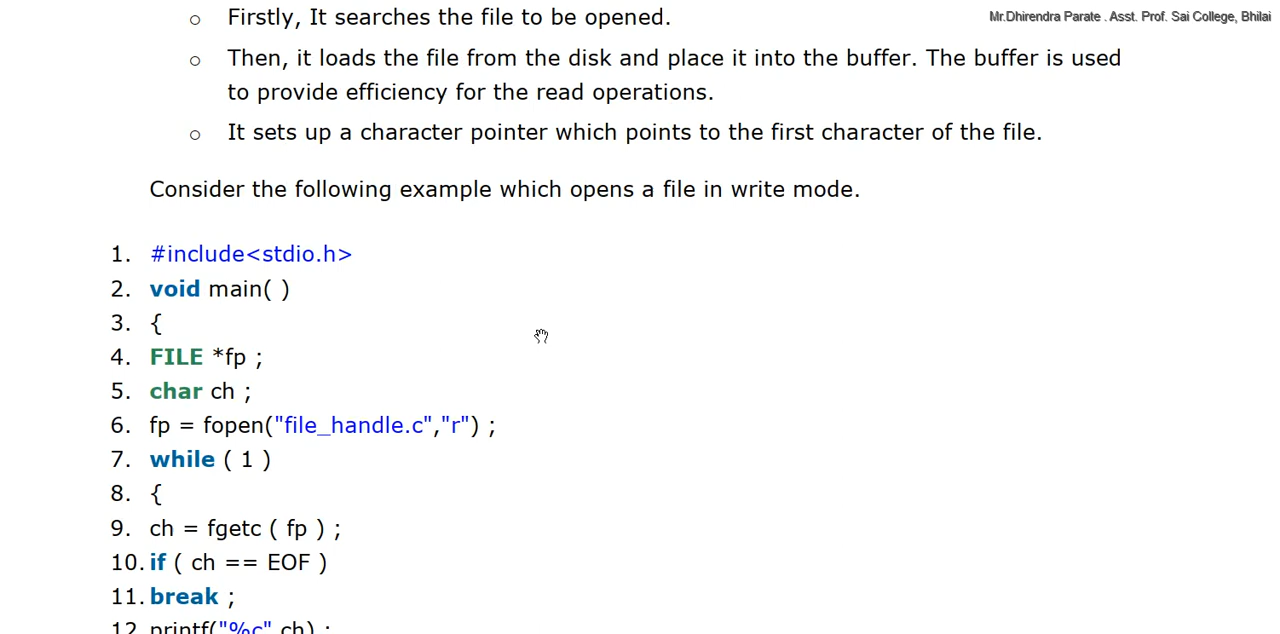 Mr.Dhirendra Parate . Asst. Prof. Sai College, Bhilai
o Firstly, It searches the file to be opened.
o Then, it loads the file from the disk and place it into the buffer. The buffer is used
to provide efficiency for the read operations.
o It sets up a character pointer which points to the first character of the file.
Consider the following example which opens a file in write mode.
1. #include<stdio.h>
2. void main( )
3. {
4. FILE *fp ;
5. char ch ;
6. fp = fopen("file_handle.c","r") ;
7. while ( 1 )
8. {
9. ch = fgetc ( fp ) ;
10. if ( ch == EOF )
11. break ;
12. printf("%c",ch) ;